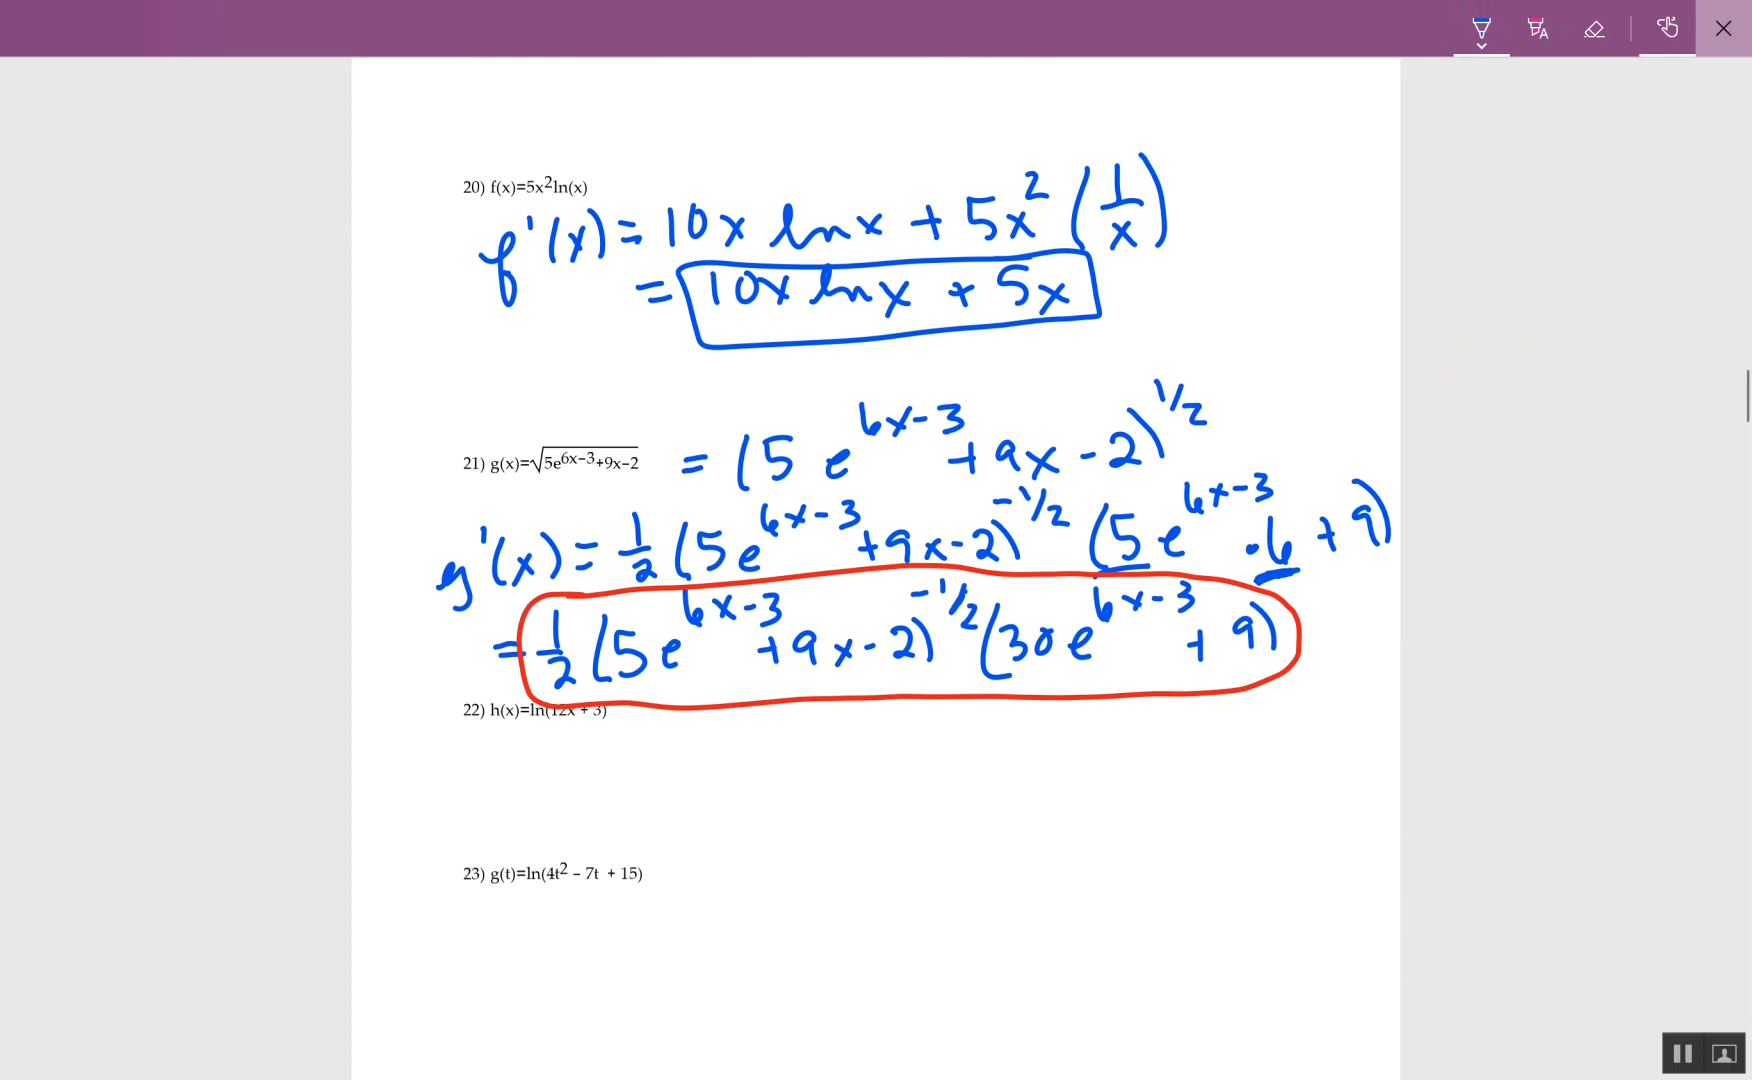 20) f(x)=5x²ln(x)
f'(x) = 10x ln x + 5x² (1/x)
= 10x ln x + 5x
21) g(x)=√(5e^(6x−3)+9x−2) = (5e^(6x-3) + 9x - 2)^(1/2)
g'(x) = 1/2 (5e^(6x-3) + 9x - 2)^(-1/2) (5e^(6x-3) · 6 + 9)
= 1/2 (5e^(6x-3) + 9x - 2)^(-1/2) (30e^(6x-3) + 9)
22) h(x)=ln(12x + 3)
23) g(t)=ln(4t² − 7t + 15)